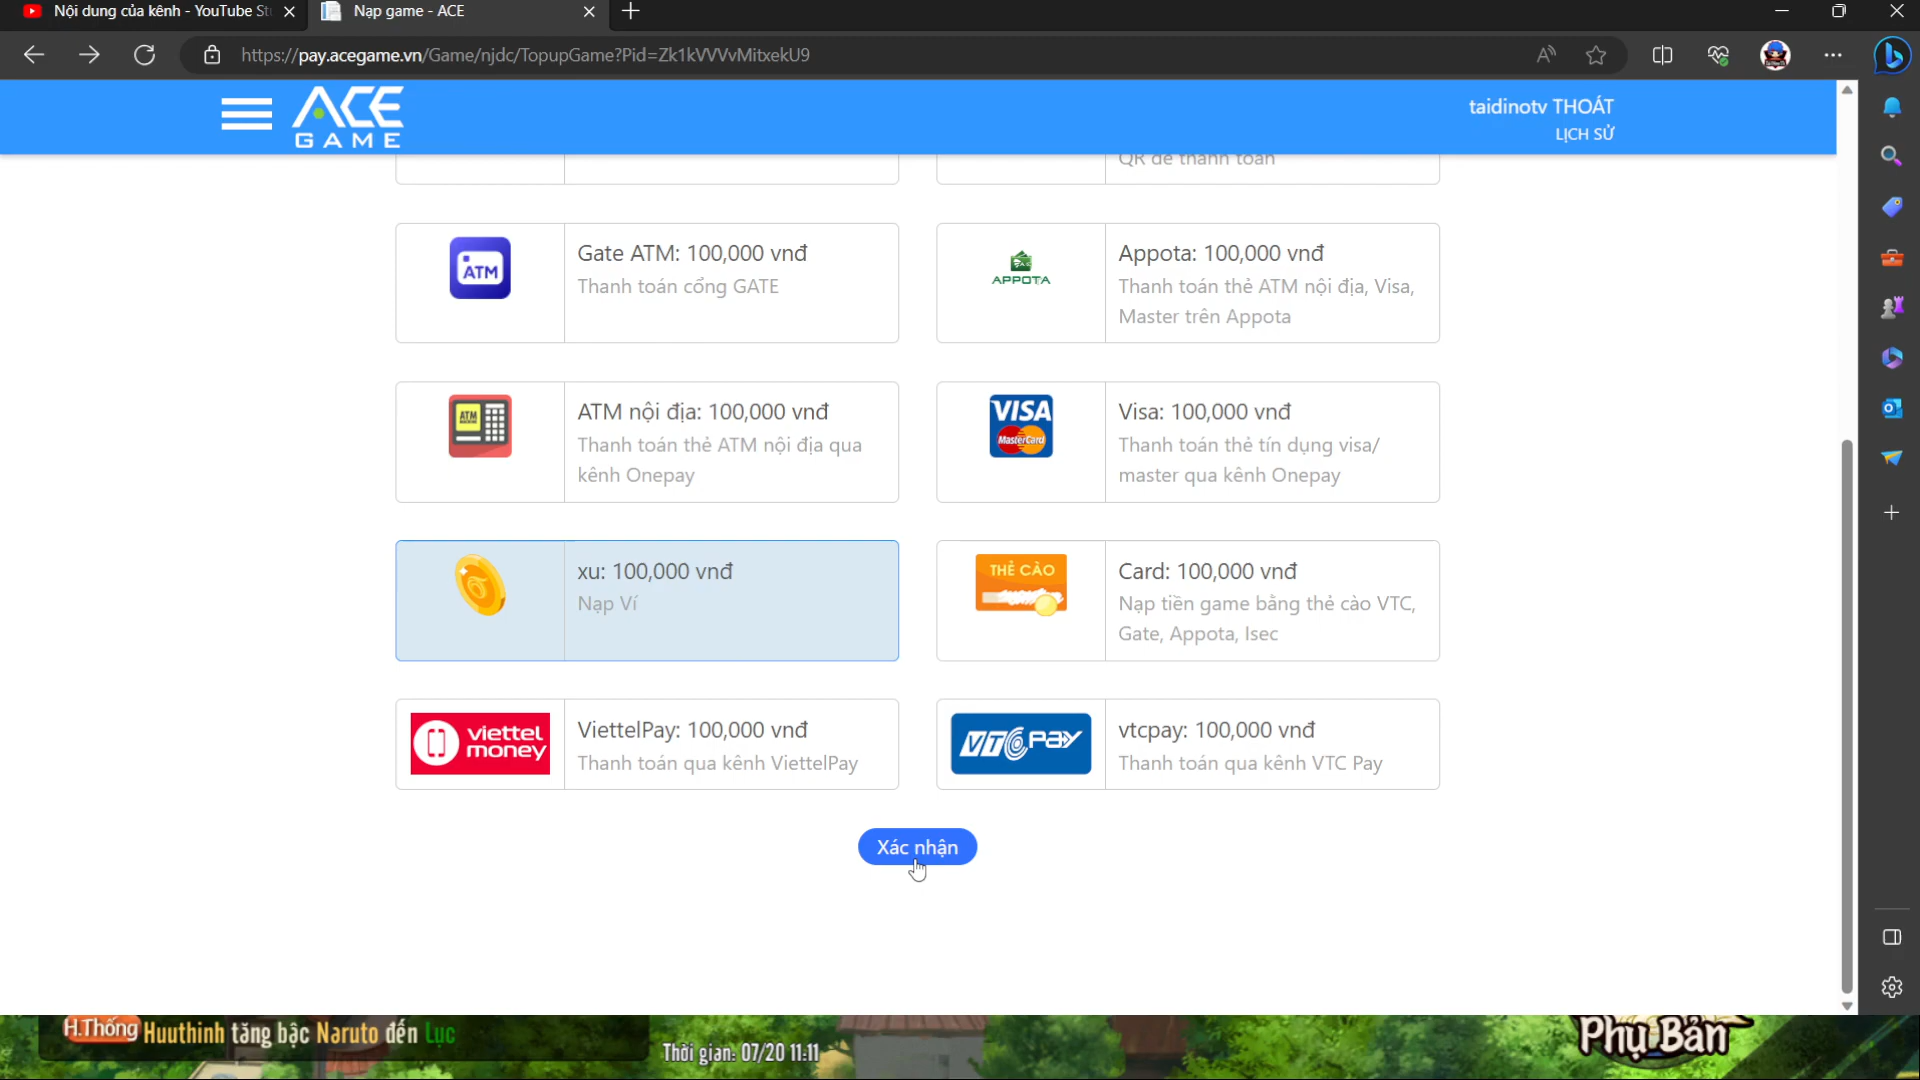 Nội dung của kênh - YouTube St
Nạp game - ACE
https://pay.acegame.vn/Game/njdc/TopupGame?Pid=Zk1kVVVvMitxekU9
ACE
GAME
taidinotv THOÁT
LỊCH SỬ
QR để thanh toán
ATM
Gate ATM: 100,000 vnđ
Thanh toán cổng GATE
APPOTA
Appota: 100,000 vnđ
Thanh toán thẻ ATM nội địa, Visa,
Master trên Appota
ATM
MACHINE
ATM nội địa: 100,000 vnđ
Thanh toán thẻ ATM nội địa qua
kênh Onepay
VISA
MasterCard
Visa: 100,000 vnđ
Thanh toán thẻ tín dụng visa/
master qua kênh Onepay
xu: 100,000 vnđ
Nạp Ví
THẺ CÀO
Card: 100,000 vnđ
Nạp tiền game bằng thẻ cào VTC,
Gate, Appota, Isec
viettel
money
ViettelPay: 100,000 vnđ
Thanh toán qua kênh ViettelPay
VTC Pay
vtcpay: 100,000 vnđ
Thanh toán qua kênh VTC Pay
Xác nhận
H.Thống Huuthinh tăng bậc Naruto đến Lục
Thời gian: 07/20 11:11
Phụ Bản